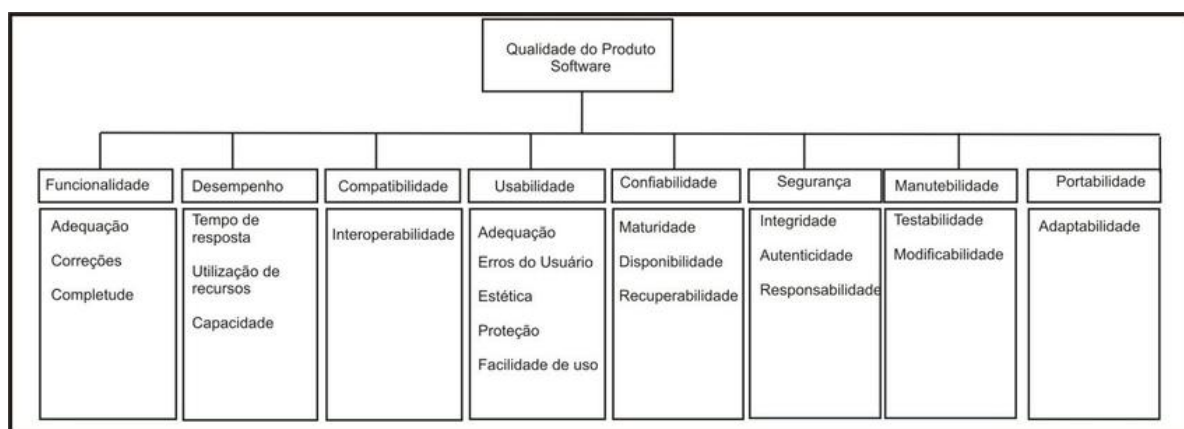 Qualidade do Produto
Software
Funcionalidade
Desempenho
Compatibilidade
Usabilidade
Confiabilidade
Segurança
Manutebilidade
Portabilidade
Adequação
Correções
Completude
Tempo de
resposta
Utilização de
recursos
Capacidade
Interoperabilidade
Adequação
Erros do Usuário
Estética
Proteção
Facilidade de uso
Maturidade
Disponibilidade
Recuperabilidade
Integridade
Autenticidade
Responsabilidade
Testabilidade
Modificabilidade
Adaptabilidade